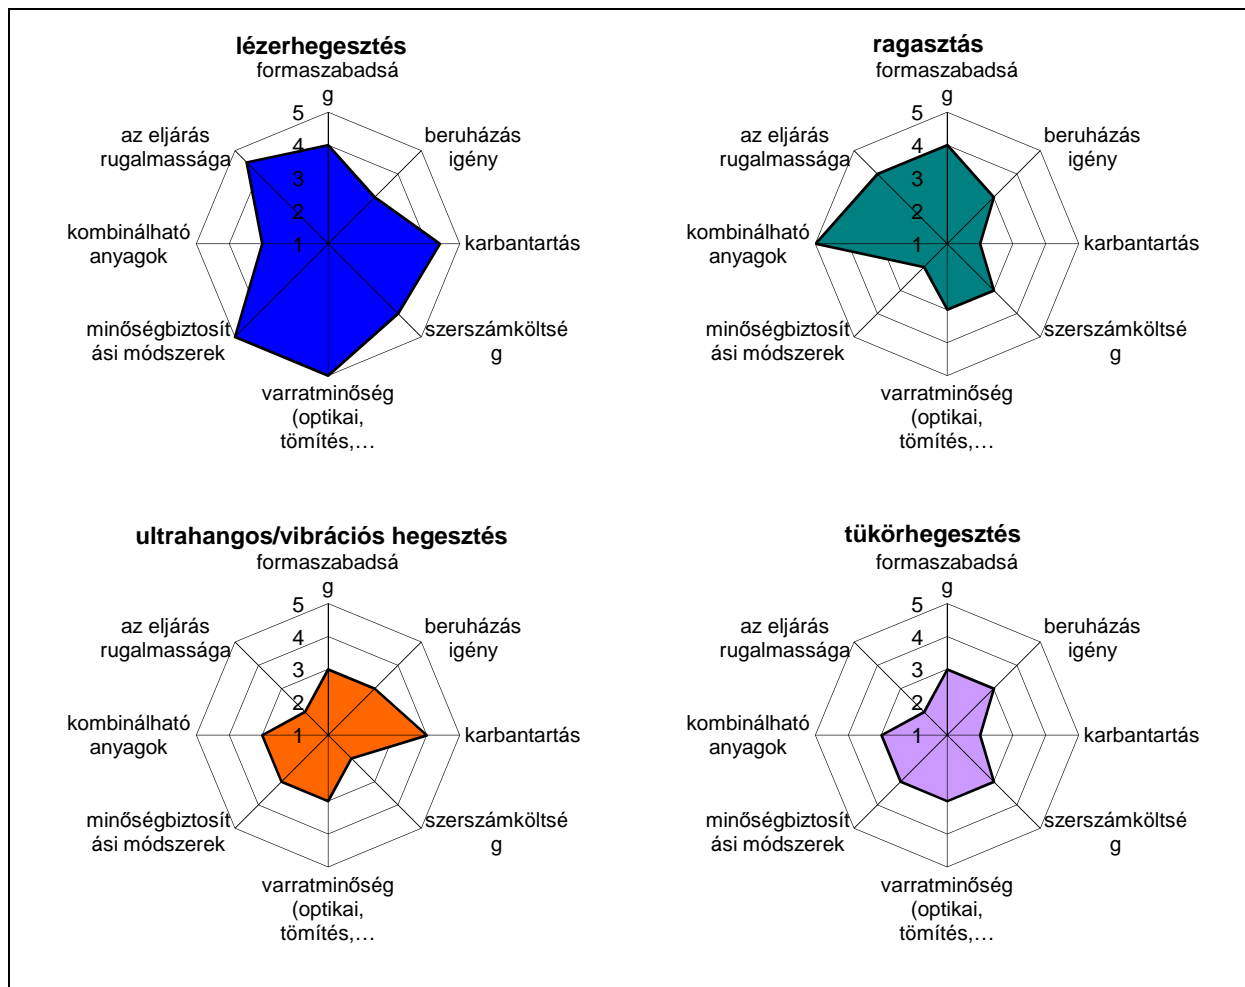 lézerhegesztés
formaszabadsá
g
5
4
3
2
1
beruházás
igény
karbantartás
szerszámköltsé
g
varratminőség
(optikai,
tömítés,…
minőségbiztosít
ási módszerek
kombinálható
anyagok
az eljárás
rugalmassága
ragasztás
formaszabadsá
g
5
4
3
2
1
beruházás
igény
karbantartás
szerszámköltsé
g
varratminőség
(optikai,
tömítés,…
minőségbiztosít
ási módszerek
kombinálható
anyagok
az eljárás
rugalmassága
ultrahangos/vibrációs hegesztés
formaszabadsá
g
5
4
3
2
1
beruházás
igény
karbantartás
szerszámköltsé
g
varratminőség
(optikai,
tömítés,…
minőségbiztosít
ási módszerek
kombinálható
anyagok
az eljárás
rugalmassága
tükörhegesztés
formaszabadsá
g
5
4
3
2
1
beruházás
igény
karbantartás
szerszámköltsé
g
varratminőség
(optikai,
tömítés,…
minőségbiztosít
ási módszerek
kombinálható
anyagok
az eljárás
rugalmassága